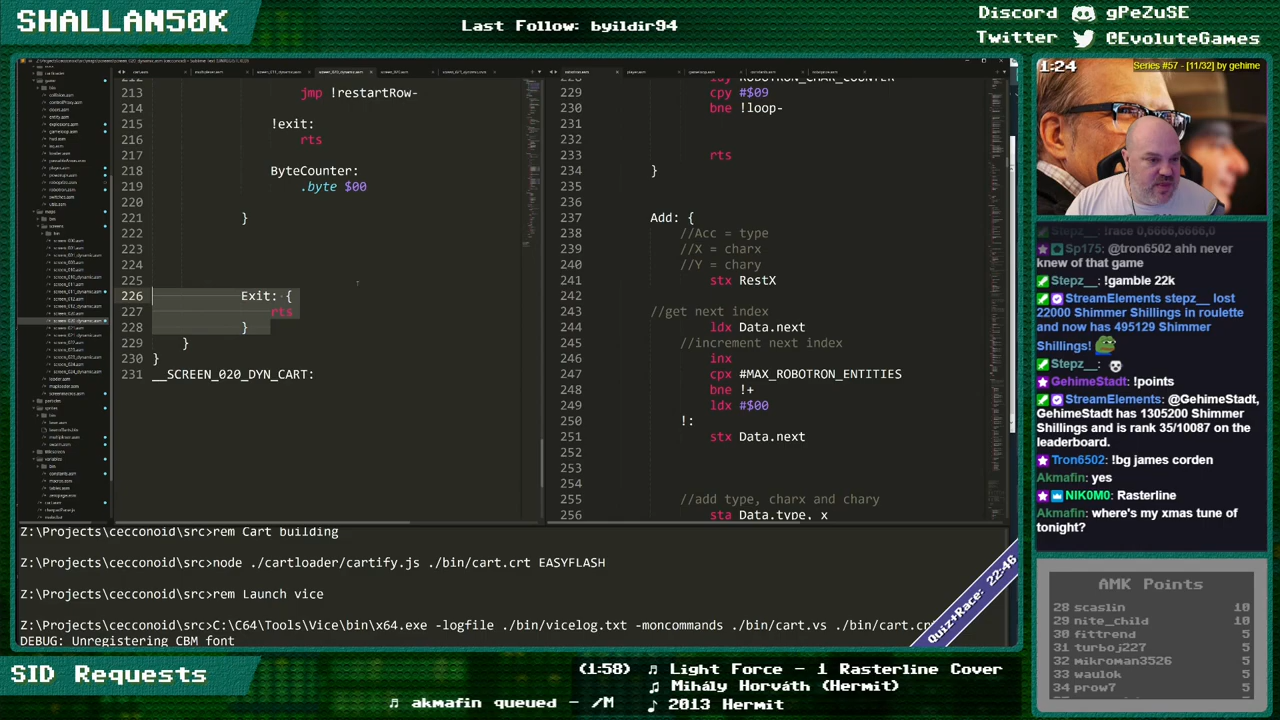 SHALLAN50K
Last Follow: byildir94
Discord gPeZuSE
Twitter @EvoluteGames
1:24
Series #57 - [11/32] by gehime
213 jmp !restartRow-
214
215 !exit:
216 rts
217
218 ByteCounter:
219 .byte $00
220
221 }
222
223
224
225
226 Exit: {
227 rts
228 }
229 }
230 }
231 __SCREEN_020_DYN_CART:
229 cpy #$09
230 bne !loop-
231
232
233 rts
234 }
235
236
237 Add: {
238 //Acc = type
239 //X = charx
240 //Y = chary
241 stx RestX
242
243 //get next index
244 ldx Data.next
245 //increment next index
246 inx
247 cpx #MAX_ROBOTRON_ENTITIES
248 bne !+
249 ldx #$00
250 !:
251 stx Data.next
252
253
254
255 //add type, charx and chary
256 sta Data.type, x
Z:\Projects\cecconoid\src>rem Cart building
Z:\Projects\cecconoid\src>node ./cartloader/cartify.js ./bin/cart.crt EASYFLASH
Z:\Projects\cecconoid\src>rem Launch vice
Z:\Projects\cecconoid\src>C:\C64\Tools\Vice\bin\x64.exe -logfile ./bin/vicelog.txt -moncommands ./bin/cart.vs ./bin/cart.cr
DEBUG: Unregistering CBM font
Quiz+Race: 22:46
Stepz__: !race 0,6666,6666,0
Sp175: @tron6502 ahh never
knew of that game
Stepz__: !gamble 22k
StreamElements stepz__ lost
22000 Shimmer Shillings in roulette
and now has 495129 Shimmer
Shillings!
Stepz__:
GehimeStadt: !points
StreamElements: @GehimeStadt,
GehimeStadt has 1303200 Shimmer
Shillings and is rank 35/10087 on the
leaderboard.
Tron6502: !bg james corden
Akmafin: yes
NIK0M0: Rasterline
Akmafin: where's my xmas tune of
tonight?
AMK Points
28 scaslin 10
29 nite_child 10
30 fittrend 5
31 turboj227 5
32 mikroman3526 5
33 waulok 5
34 prow7 5
SID Requests
(1:58) ♫ Light Force - 1 Rasterline Cover
♫ Mihály Horváth (Hermit)
♪ 2013 Hermit
♫ akmafin queued - /M